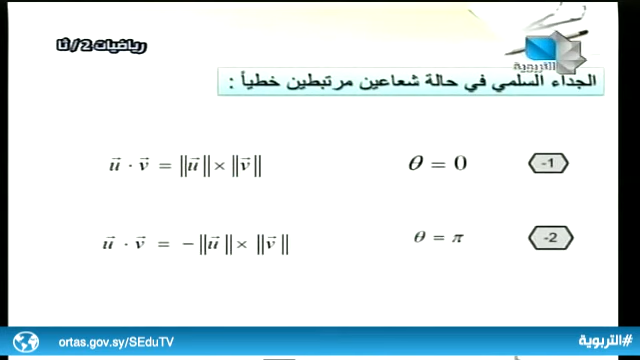 رياضيات 2/ ثا
التربوية
الجداء السلمي في حالة شعاعين مرتبطين خطياً :
-1 θ = 0 u⃗ · v⃗ = ||u⃗|| × ||v⃗||
-2 θ = π u⃗ · v⃗ = − ||u⃗|| × ||v⃗||
ortas.gov.sy/SEduTV #التربوية